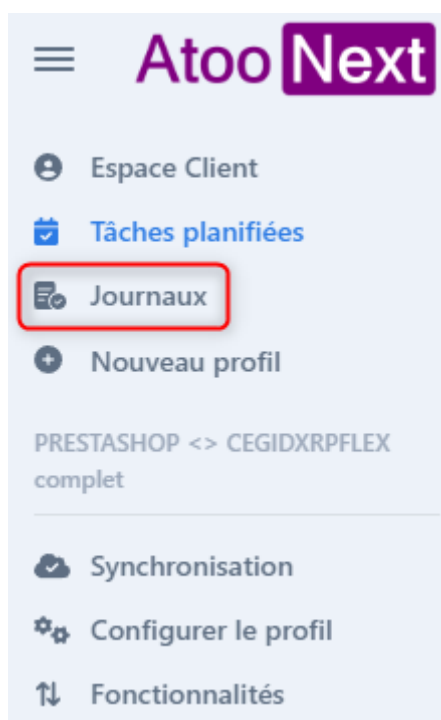 Atoo Next
Espace Client
Tâches planifiées
Journaux
Nouveau profil
PRESTASHOP <> CEGIDXRPFLEX
complet
Synchronisation
Configurer le profil
Fonctionnalités